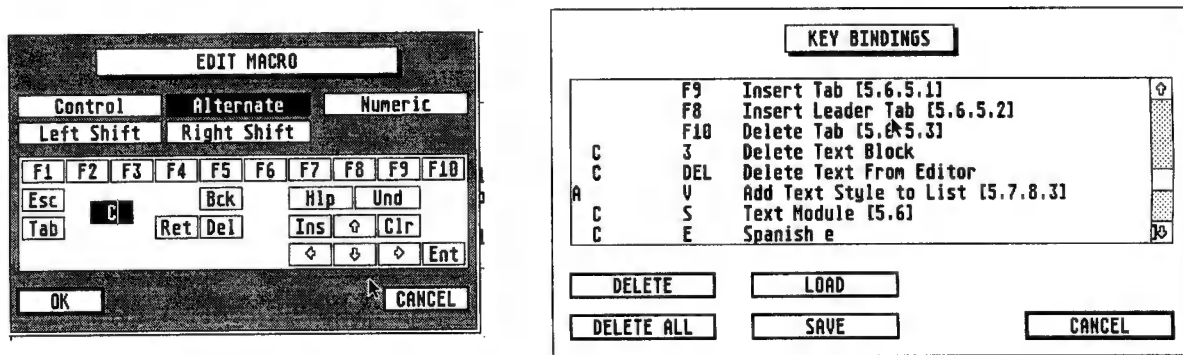 EDIT MACRO
Control Alternate Numeric
Left Shift Right Shift
F1 F2 F3 F4 F5 F6 F7 F8 F9 F10
Esc C Bck Hlp Und
Tab Ret Del Ins ⇧ Clr
⇦ ⇩ ⇨ Ent
OK CANCEL
KEY BINDINGS
F9 Insert Tab [5.6.5.1]
F8 Insert Leader Tab [5.6.5.2]
F10 Delete Tab [5.6.5.3]
C 3 Delete Text Block
C DEL Delete Text From Editor
A V Add Text Style to List [5.7.8.3]
C S Text Module [5.6]
C E Spanish e
DELETE LOAD
DELETE ALL SAVE CANCEL